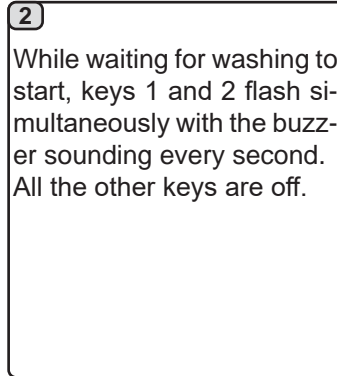 2
While waiting for washing to
start, keys 1 and 2 flash si-
multaneously with the buzz-
er sounding every second.
All the other keys are off.